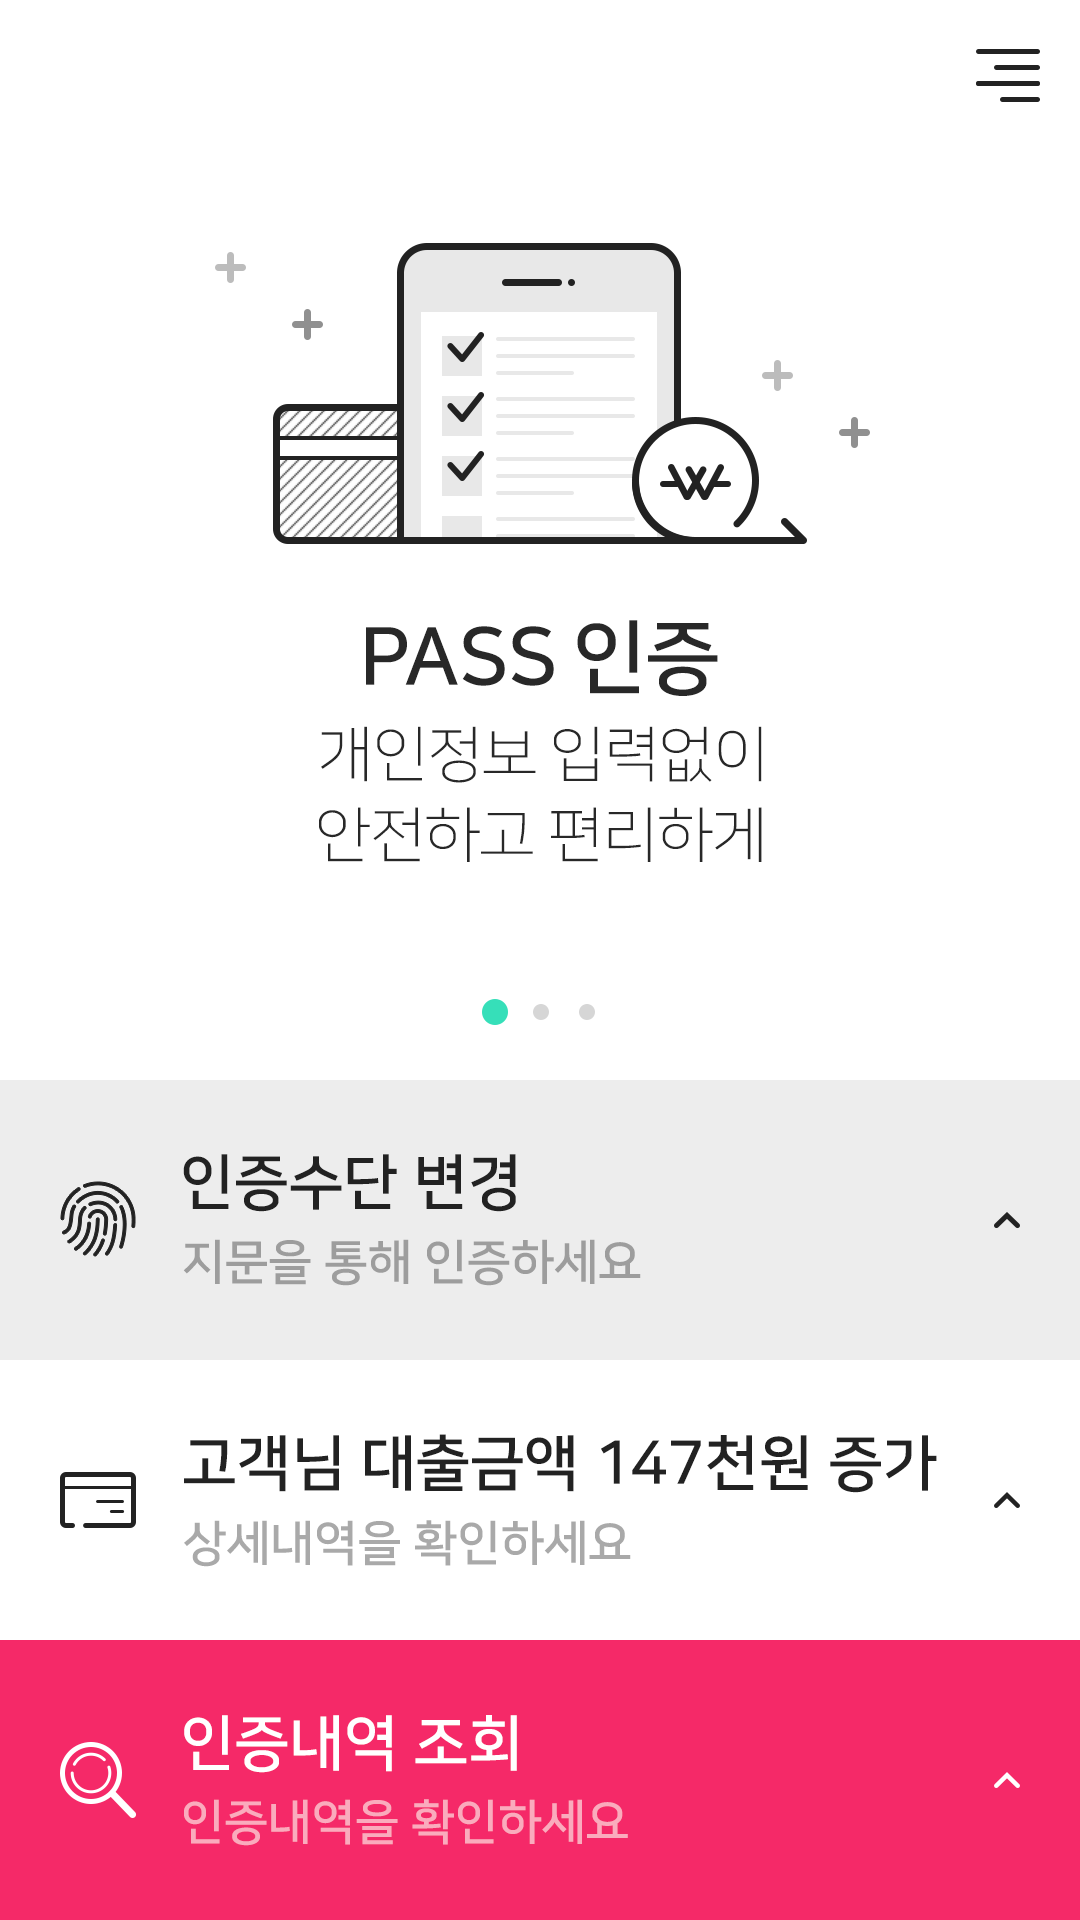 PASS 인증
개인정보 입력없이
안전하고 편리하게
인증수단 변경
지문을 통해 인증하세요
고객님 대출금액 147천원 증가
상세내역을 확인하세요
인증내역 조회
인증내역을 확인하세요